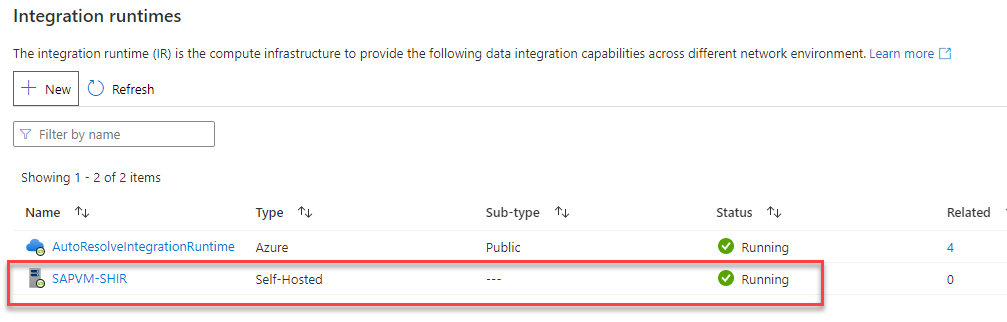 Integration runtimes
The integration runtime (IR) is the compute infrastructure to provide the following data integration capabilities across different network environment. Learn more
New Refresh
Filter by name
Showing 1 - 2 of 2 items
Name Type Sub-type Status Related
AutoResolveIntegrationRuntime Azure Public Running 4
SAPVM-SHIR Self-Hosted --- Running 0